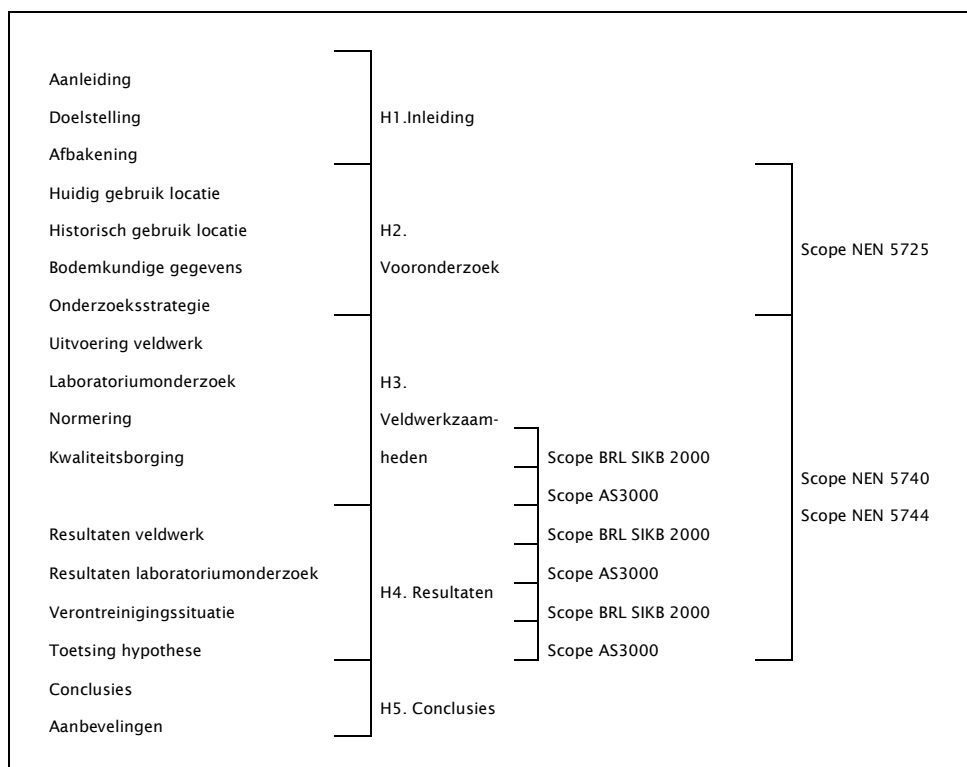 Aanleiding
Doelstelling
H1.Inleiding
Afbakening
Huidig gebruik locatie
Historisch gebruik locatie
H2.
Scope NEN 5725
Bodemkundige gegevens
Vooronderzoek
Onderzoeksstrategie
Uitvoering veldwerk
Laboratoriumonderzoek
H3.
Normering
Veldwerkzaam-
Kwaliteitsborging
heden
Scope BRL SIKB 2000
Scope NEN 5740
Scope AS3000
Scope NEN 5744
Resultaten veldwerk
Scope BRL SIKB 2000
Resultaten laboratoriumonderzoek
Scope AS3000
H4. Resultaten
Verontreinigingssituatie
Scope BRL SIKB 2000
Toetsing hypothese
Scope AS3000
Conclusies
H5. Conclusies
Aanbevelingen